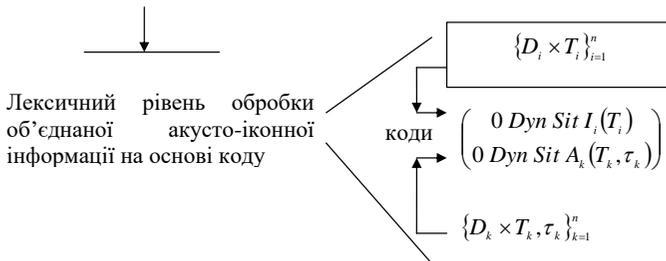 {D_i × T_i}_{i=1}^n
Лексичний рівень обробки
об’єднаної акусто-іконної
інформації на основі коду
коди
(0 Dyn Sit I_i(T_i)
0 Dyn Sit A_k(T_k, τ_k))
{D_k × T_k, τ_k}_{k=1}^n